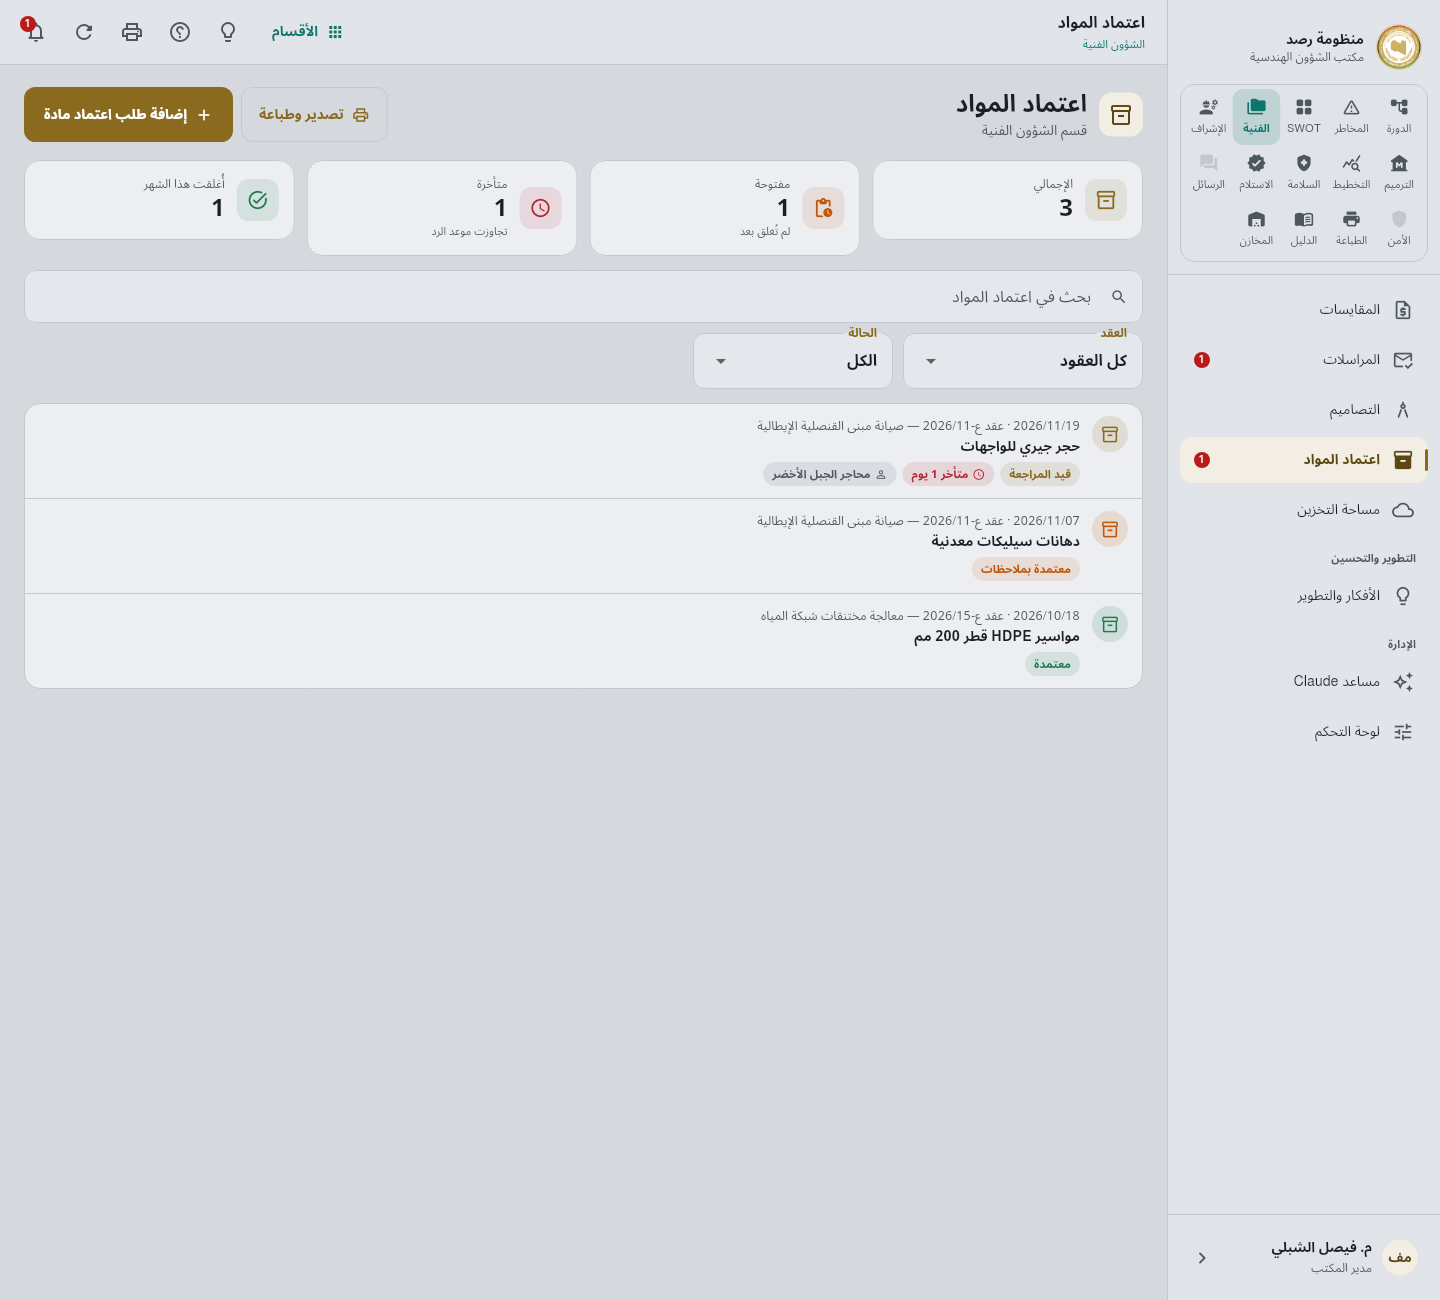 منظومة رصد
مكتب الشؤون الهندسية
الدورة
المخاطر
SWOT
الفنية
الإشراف
الترميم
التخطيط
السلامة
الاستلام
الرسائل
الأمن
الطباعة
الدليل
المخازن
المقايسات
المراسلات
1
التصاميم
اعتماد المواد
1
مساحة التخزين
التطوير والتحسين
الأفكار والتطوير
الإدارة
مساعد Claude
لوحة التحكم
مف
م. فيصل الشبلي
مدير المكتب
اعتماد المواد
الشؤون الفنية
الأقسام
1
اعتماد المواد
قسم الشؤون الفنية
تصدير وطباعة
إضافة طلب اعتماد مادة
الإجمالي
3
مفتوحة
1
لم تُغلق بعد
متأخرة
1
تجاوزت موعد الرد
أُغلقت هذا الشهر
1
بحث في اعتماد المواد
العقد
كل العقود
الحالة
الكل
2026/11/19 · عقد ع-2026/11 — صيانة مبنى القنصلية الإيطالية
حجر جيري للواجهات
قيد المراجعة
متأخر 1 يوم
محاجر الجبل الأخضر
2026/11/07 · عقد ع-2026/11 — صيانة مبنى القنصلية الإيطالية
دهانات سيليكات معدنية
معتمدة بملاحظات
2026/10/18 · عقد ع-2026/15 — معالجة مختنقات شبكة المياه
مواسير HDPE قطر 200 مم
معتمدة